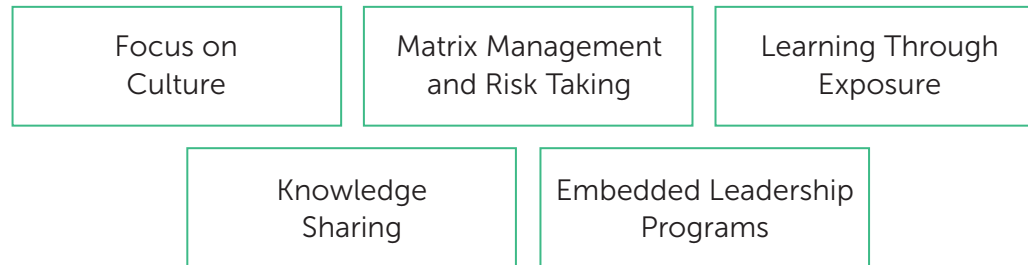 Focus on
Culture
Matrix Management
and Risk Taking
Learning Through
Exposure
Knowledge
Sharing
Embedded Leadership
Programs